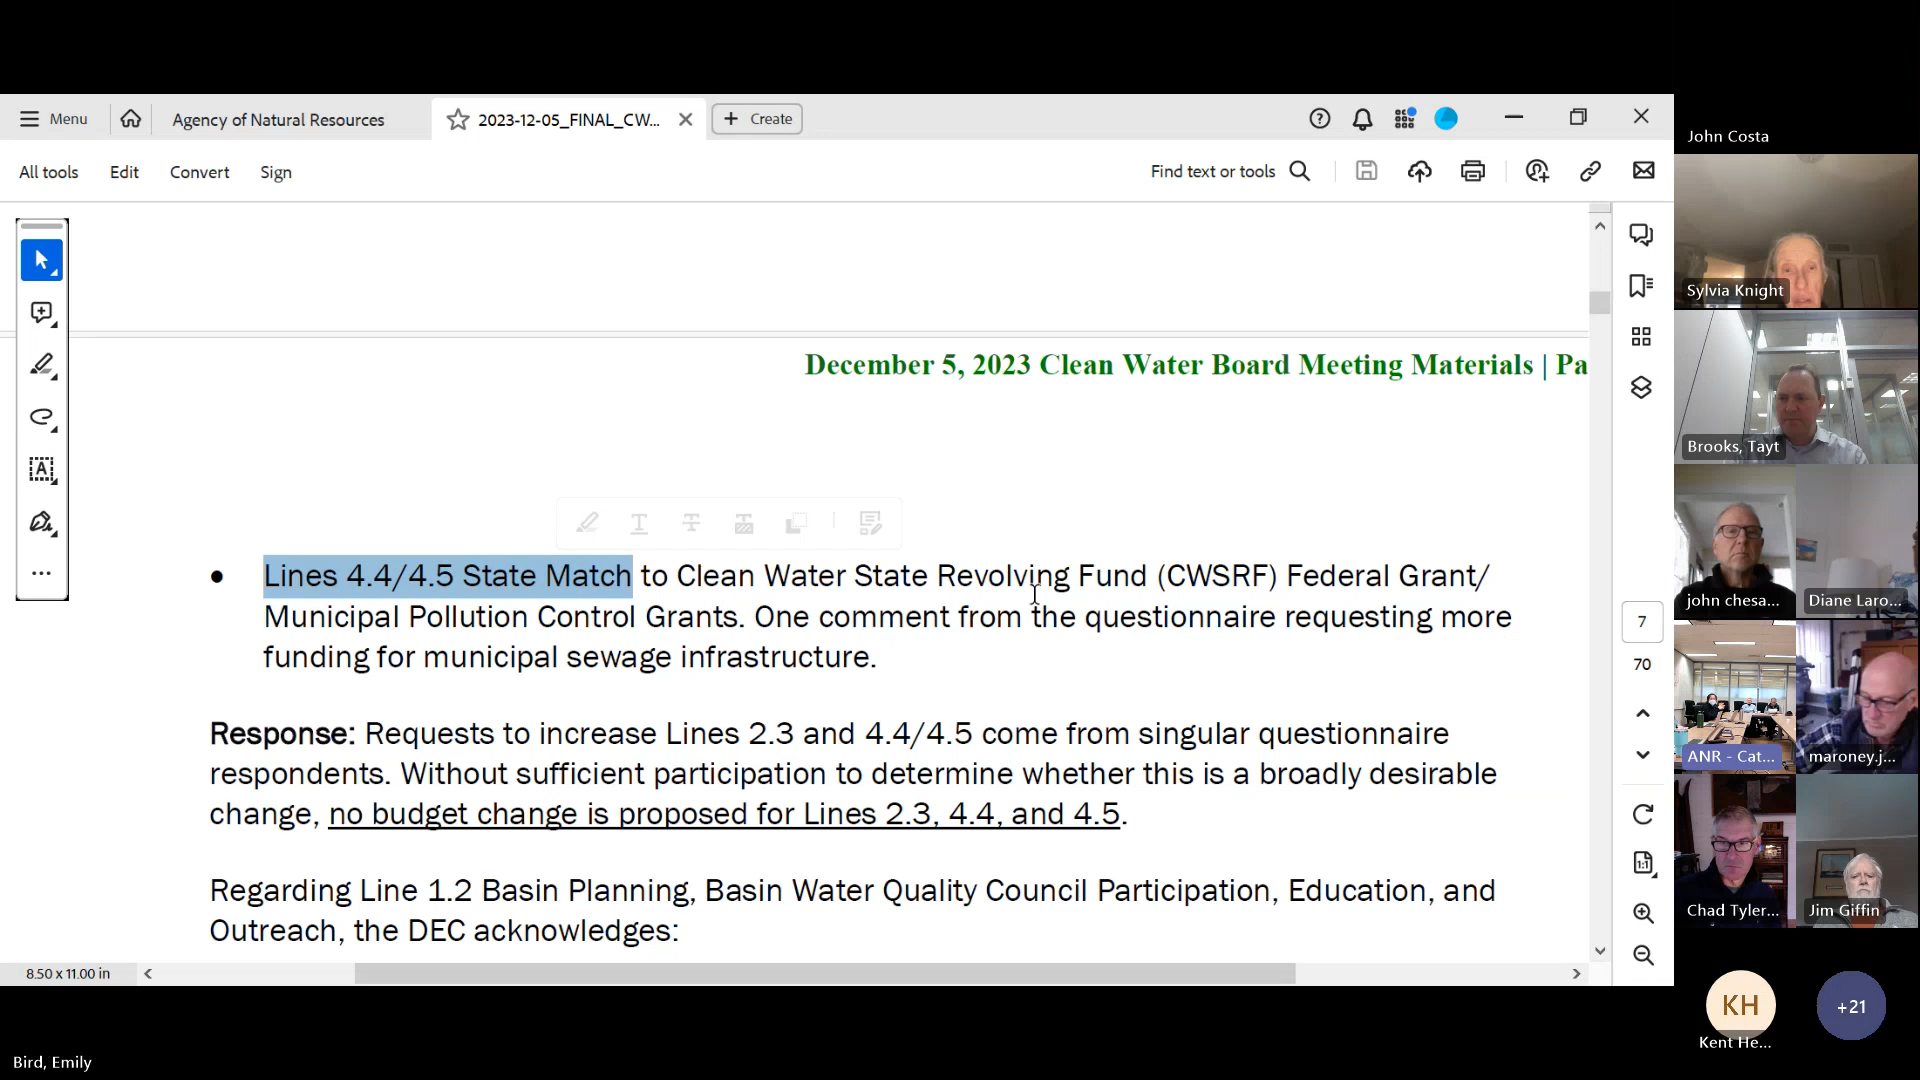 Menu
Agency of Natural Resources
2023-12-05_FINAL_CW...
Create
All tools
Edit
Convert
Sign
Find text or tools
December 5, 2023 Clean Water Board Meeting Materials | Pa
• Lines 4.4/4.5 State Match to Clean Water State Revolving Fund (CWSRF) Federal Grant/
Municipal Pollution Control Grants. One comment from the questionnaire requesting more
funding for municipal sewage infrastructure.
Response: Requests to increase Lines 2.3 and 4.4/4.5 come from singular questionnaire
respondents. Without sufficient participation to determine whether this is a broadly desirable
change, no budget change is proposed for Lines 2.3, 4.4, and 4.5.
Regarding Line 1.2 Basin Planning, Basin Water Quality Council Participation, Education, and
Outreach, the DEC acknowledges:
8.50 x 11.00 in
7
70
John Costa
Sylvia Knight
Brooks, Tayt
john chesa...
Diane Laro...
ANR - Cat...
maroney.j...
Chad Tyler...
Jim Giffin
KH
Kent He...
+21
Bird, Emily